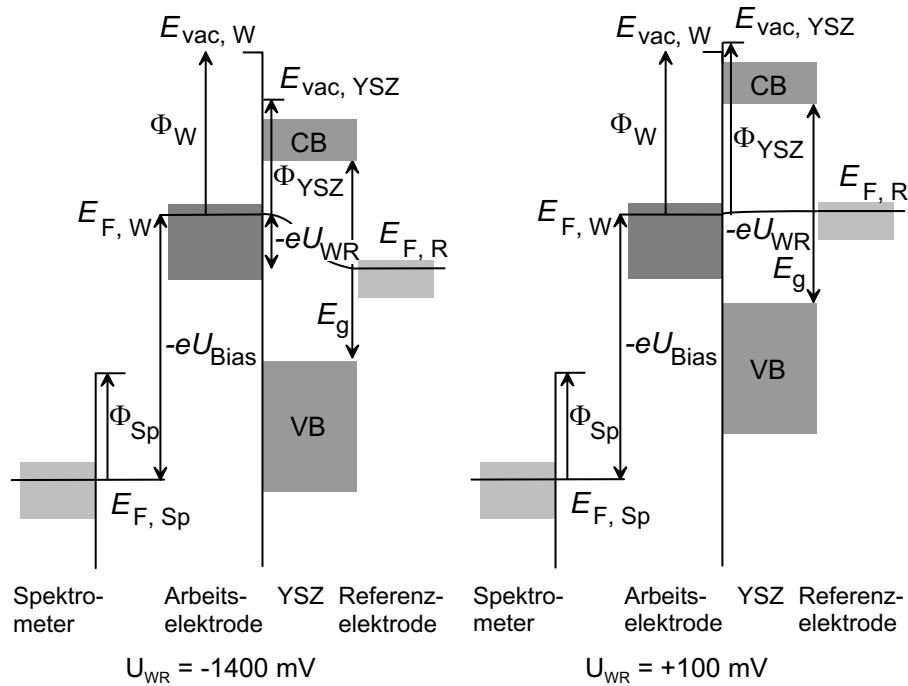 E vac, W
E vac, YSZ
CB
Φ W
Φ YSZ
E F, W
-eU WR
E F, R
E g
-eU Bias
Φ Sp
VB
E F, Sp
Spektro-
meter
Arbeits-
elektrode
YSZ
Referenz-
elektrode
U WR = -1400 mV
E vac, W
E vac, YSZ
CB
Φ W
Φ YSZ
E F, W
E F, R
-eU WR
E g
-eU Bias
Φ Sp
VB
E F, Sp
Spektro-
meter
Arbeits-
elektrode
YSZ
Referenz-
elektrode
U WR = +100 mV